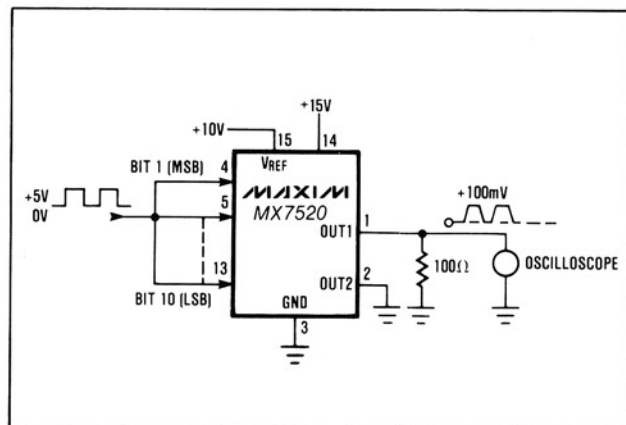 +15V
+10V
15
14
BIT 1 (MSB)
4
VREF
MAXIM
MX7520
+5V
0V
5
+100mV
OUT1
1
100Ω
OSCILLOSCOPE
13
OUT2
2
BIT 10 (LSB)
GND
3